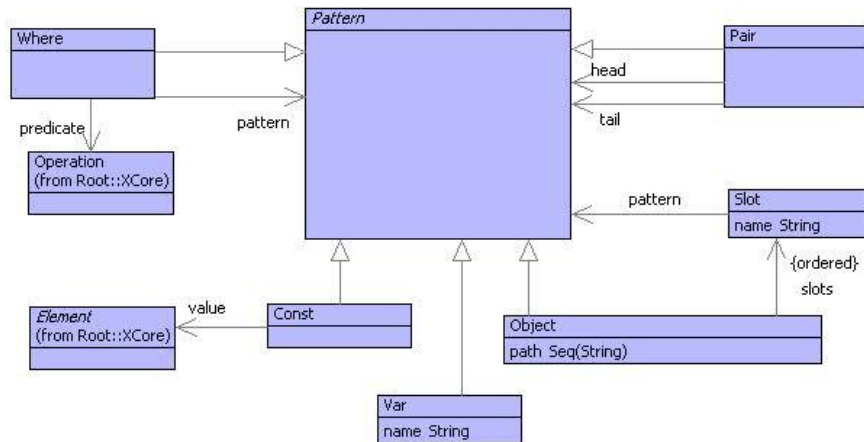 Pattern
Where
Pair
head
pattern
tail
predicate
Operation
(from Root::XCore)
pattern
Slot
name String
{ordered}
slots
Element
(from Root::XCore)
value
Const
Object
path Seq(String)
Var
name String